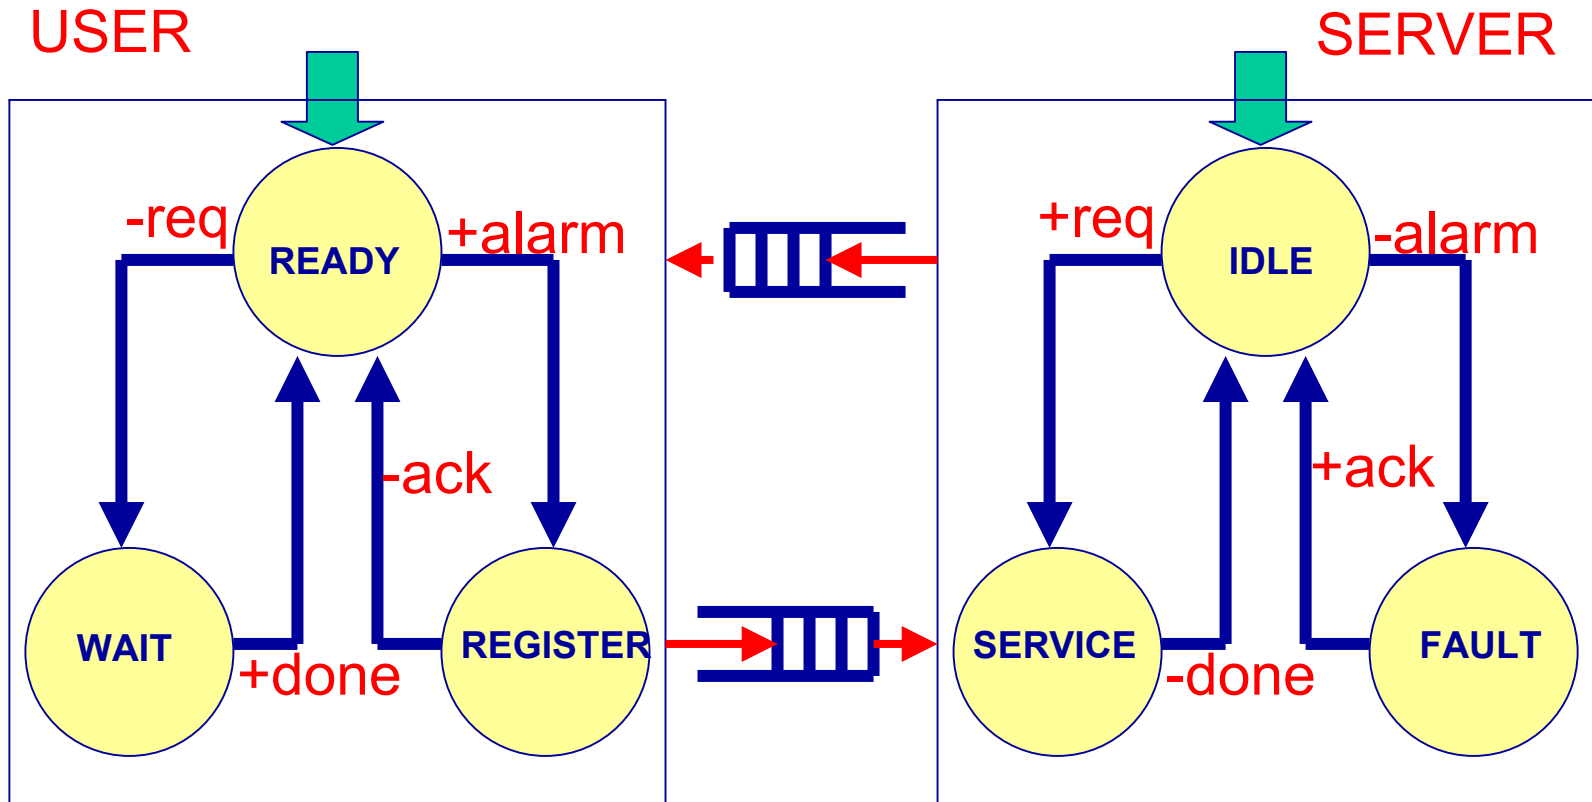 USER
SERVER
-req
+alarm
READY
+req
-alarm
IDLE
-ack
+ack
WAIT
REGISTER
+done
SERVICE
FAULT
-done